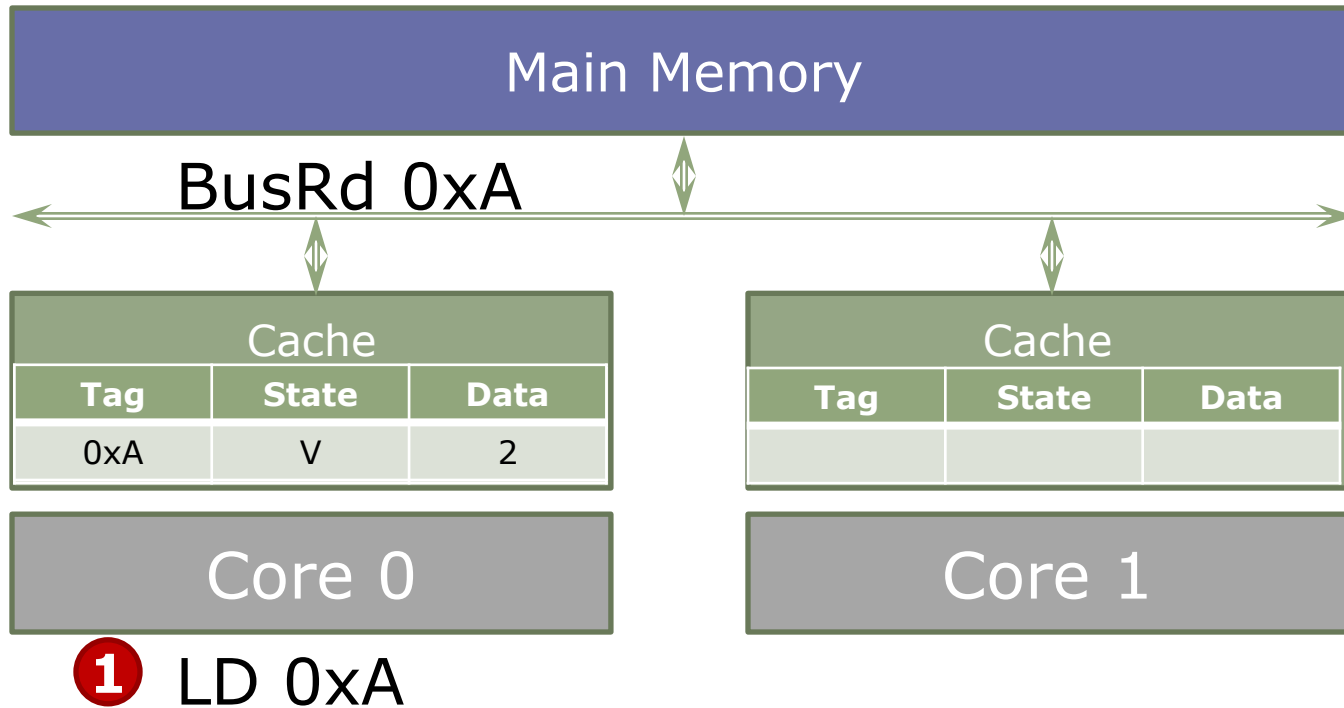 Main Memory
BusRd 0xA
Cache
Tag State Data
0xA V 2
Cache
Tag State Data
Core 0
Core 1
1 LD 0xA